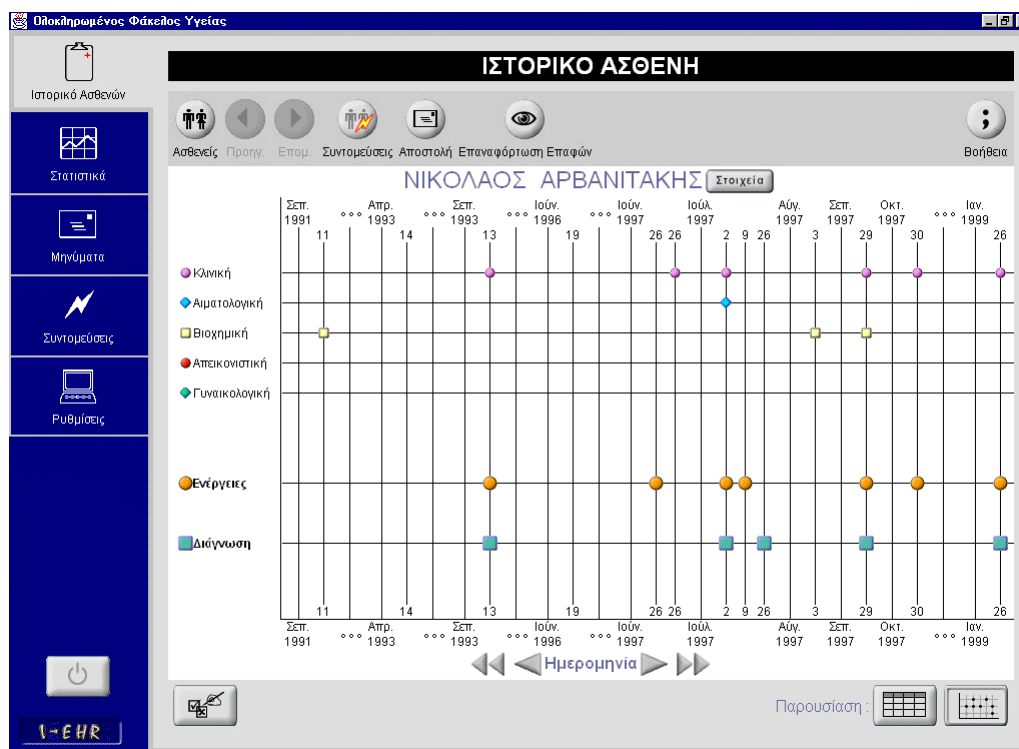 Ολοκληρωμένος Φάκελος Υγείας
Ιστορικό Ασθενών
Στατιστικά
Μηνύματα
Συντομεύσεις
Ρυθμίσεις
I-EHR
ΙΣΤΟΡΙΚΟ ΑΣΘΕΝΗ
Ασθενείς Προηγ. Επομ. Συντομεύσεις Αποστολή Επαναφόρτωση Επαφών Βοήθεια
ΝΙΚΟΛΑΟΣ ΑΡΒΑΝΙΤΑΚΗΣ Στοιχεία
Σεπ. Απρ. Σεπ. Ιούν. Ιούν. Ιούλ. Αύγ. Σεπ. Οκτ. Ιαν.
1991 1993 1993 1996 1997 1997 1997 1997 1997 1999
11 14 13 19 26 26 2 9 26 3 29 30 26
Κλινική
Αιματολογική
Βιοχημική
Απεικονιστική
Γυναικολογική
Ενέργειες
Διάγνωση
11 14 13 19 26 26 2 9 26 3 29 30 26
Σεπ. Απρ. Σεπ. Ιούν. Ιούν. Ιούλ. Αύγ. Σεπ. Οκτ. Ιαν.
1991 1993 1993 1996 1997 1997 1997 1997 1997 1999
Ημερομηνία
Παρουσίαση :